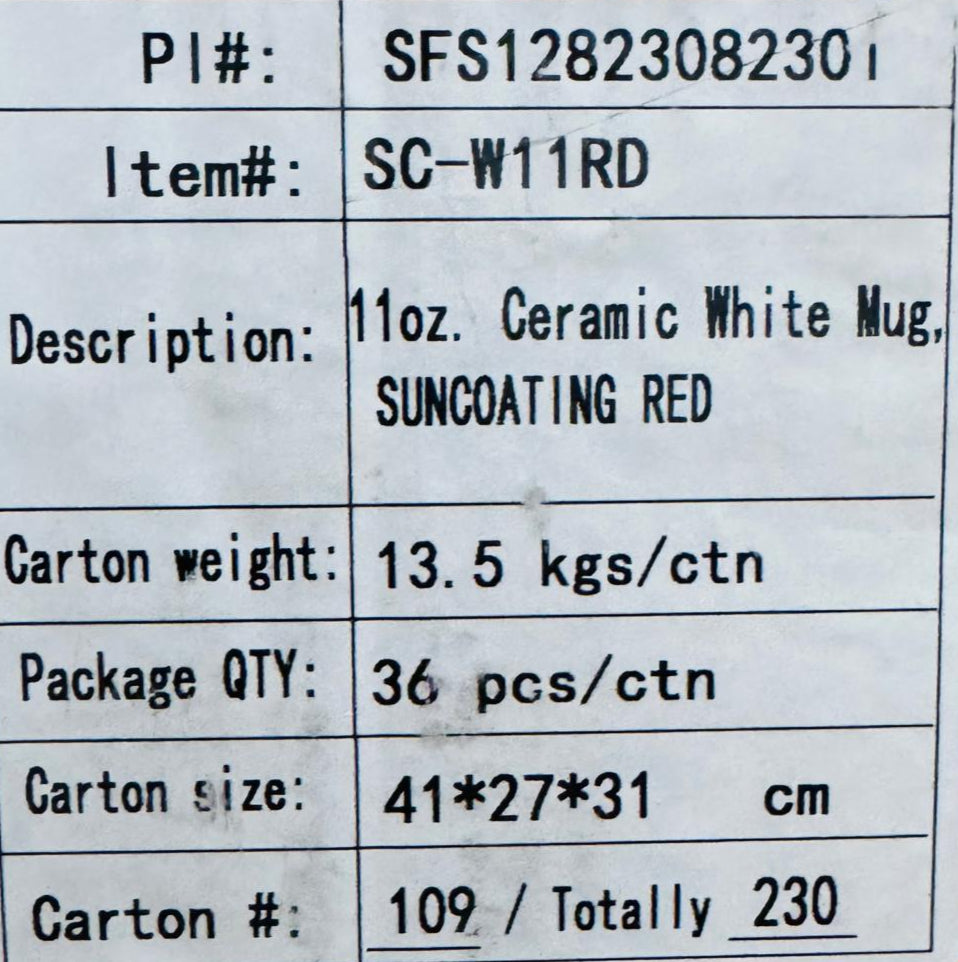 PI#: SFS12823082301
Item#: SC-W11RD
Description: 11oz. Ceramic White Mug,
SUNCOATING RED
Carton weight: 13.5 kgs/ctn
Package QTY: 36 pcs/ctn
Carton size: 41*27*31 cm
Carton #: 109 / Totally 230